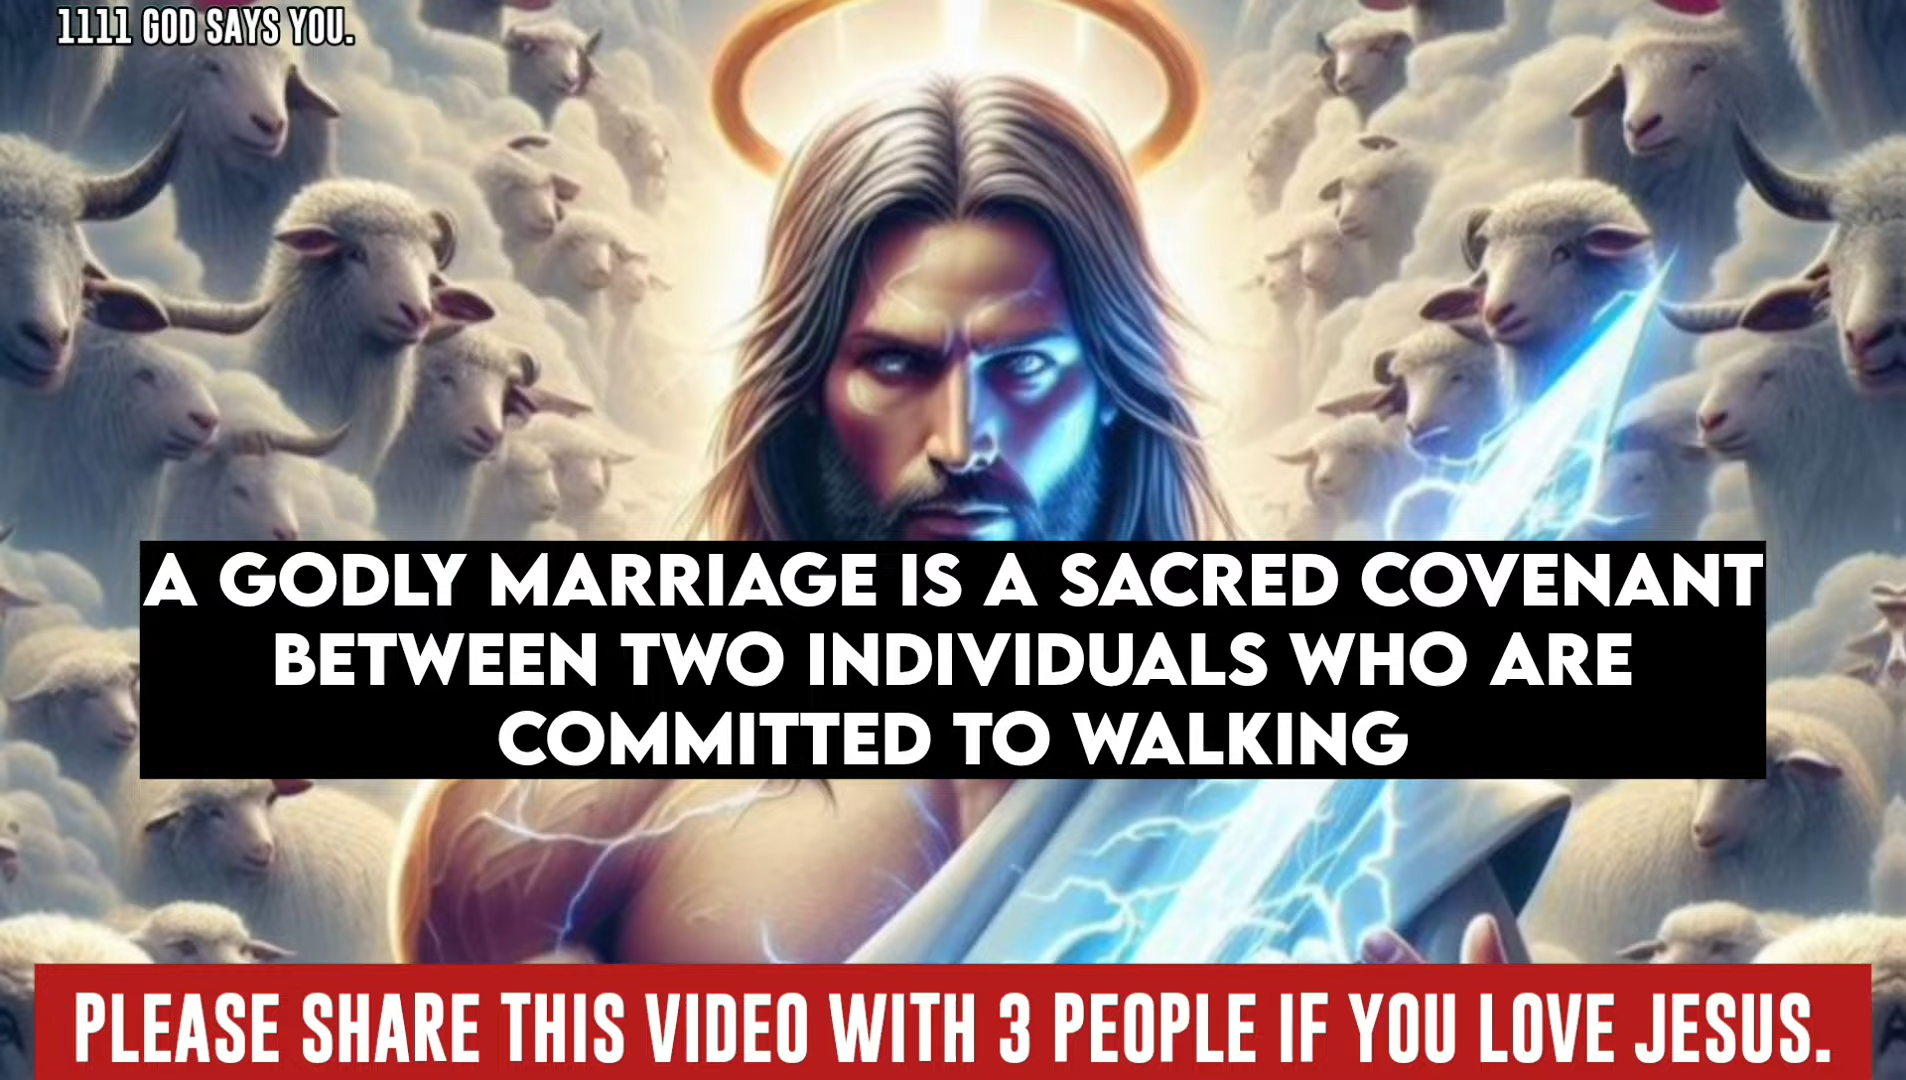 1111 GOD SAYS YOU.
A GODLY MARRIAGE IS A SACRED COVENANT
BETWEEN TWO INDIVIDUALS WHO ARE
COMMITTED TO WALKING
PLEASE SHARE THIS VIDEO WITH 3 PEOPLE IF YOU LOVE JESUS.